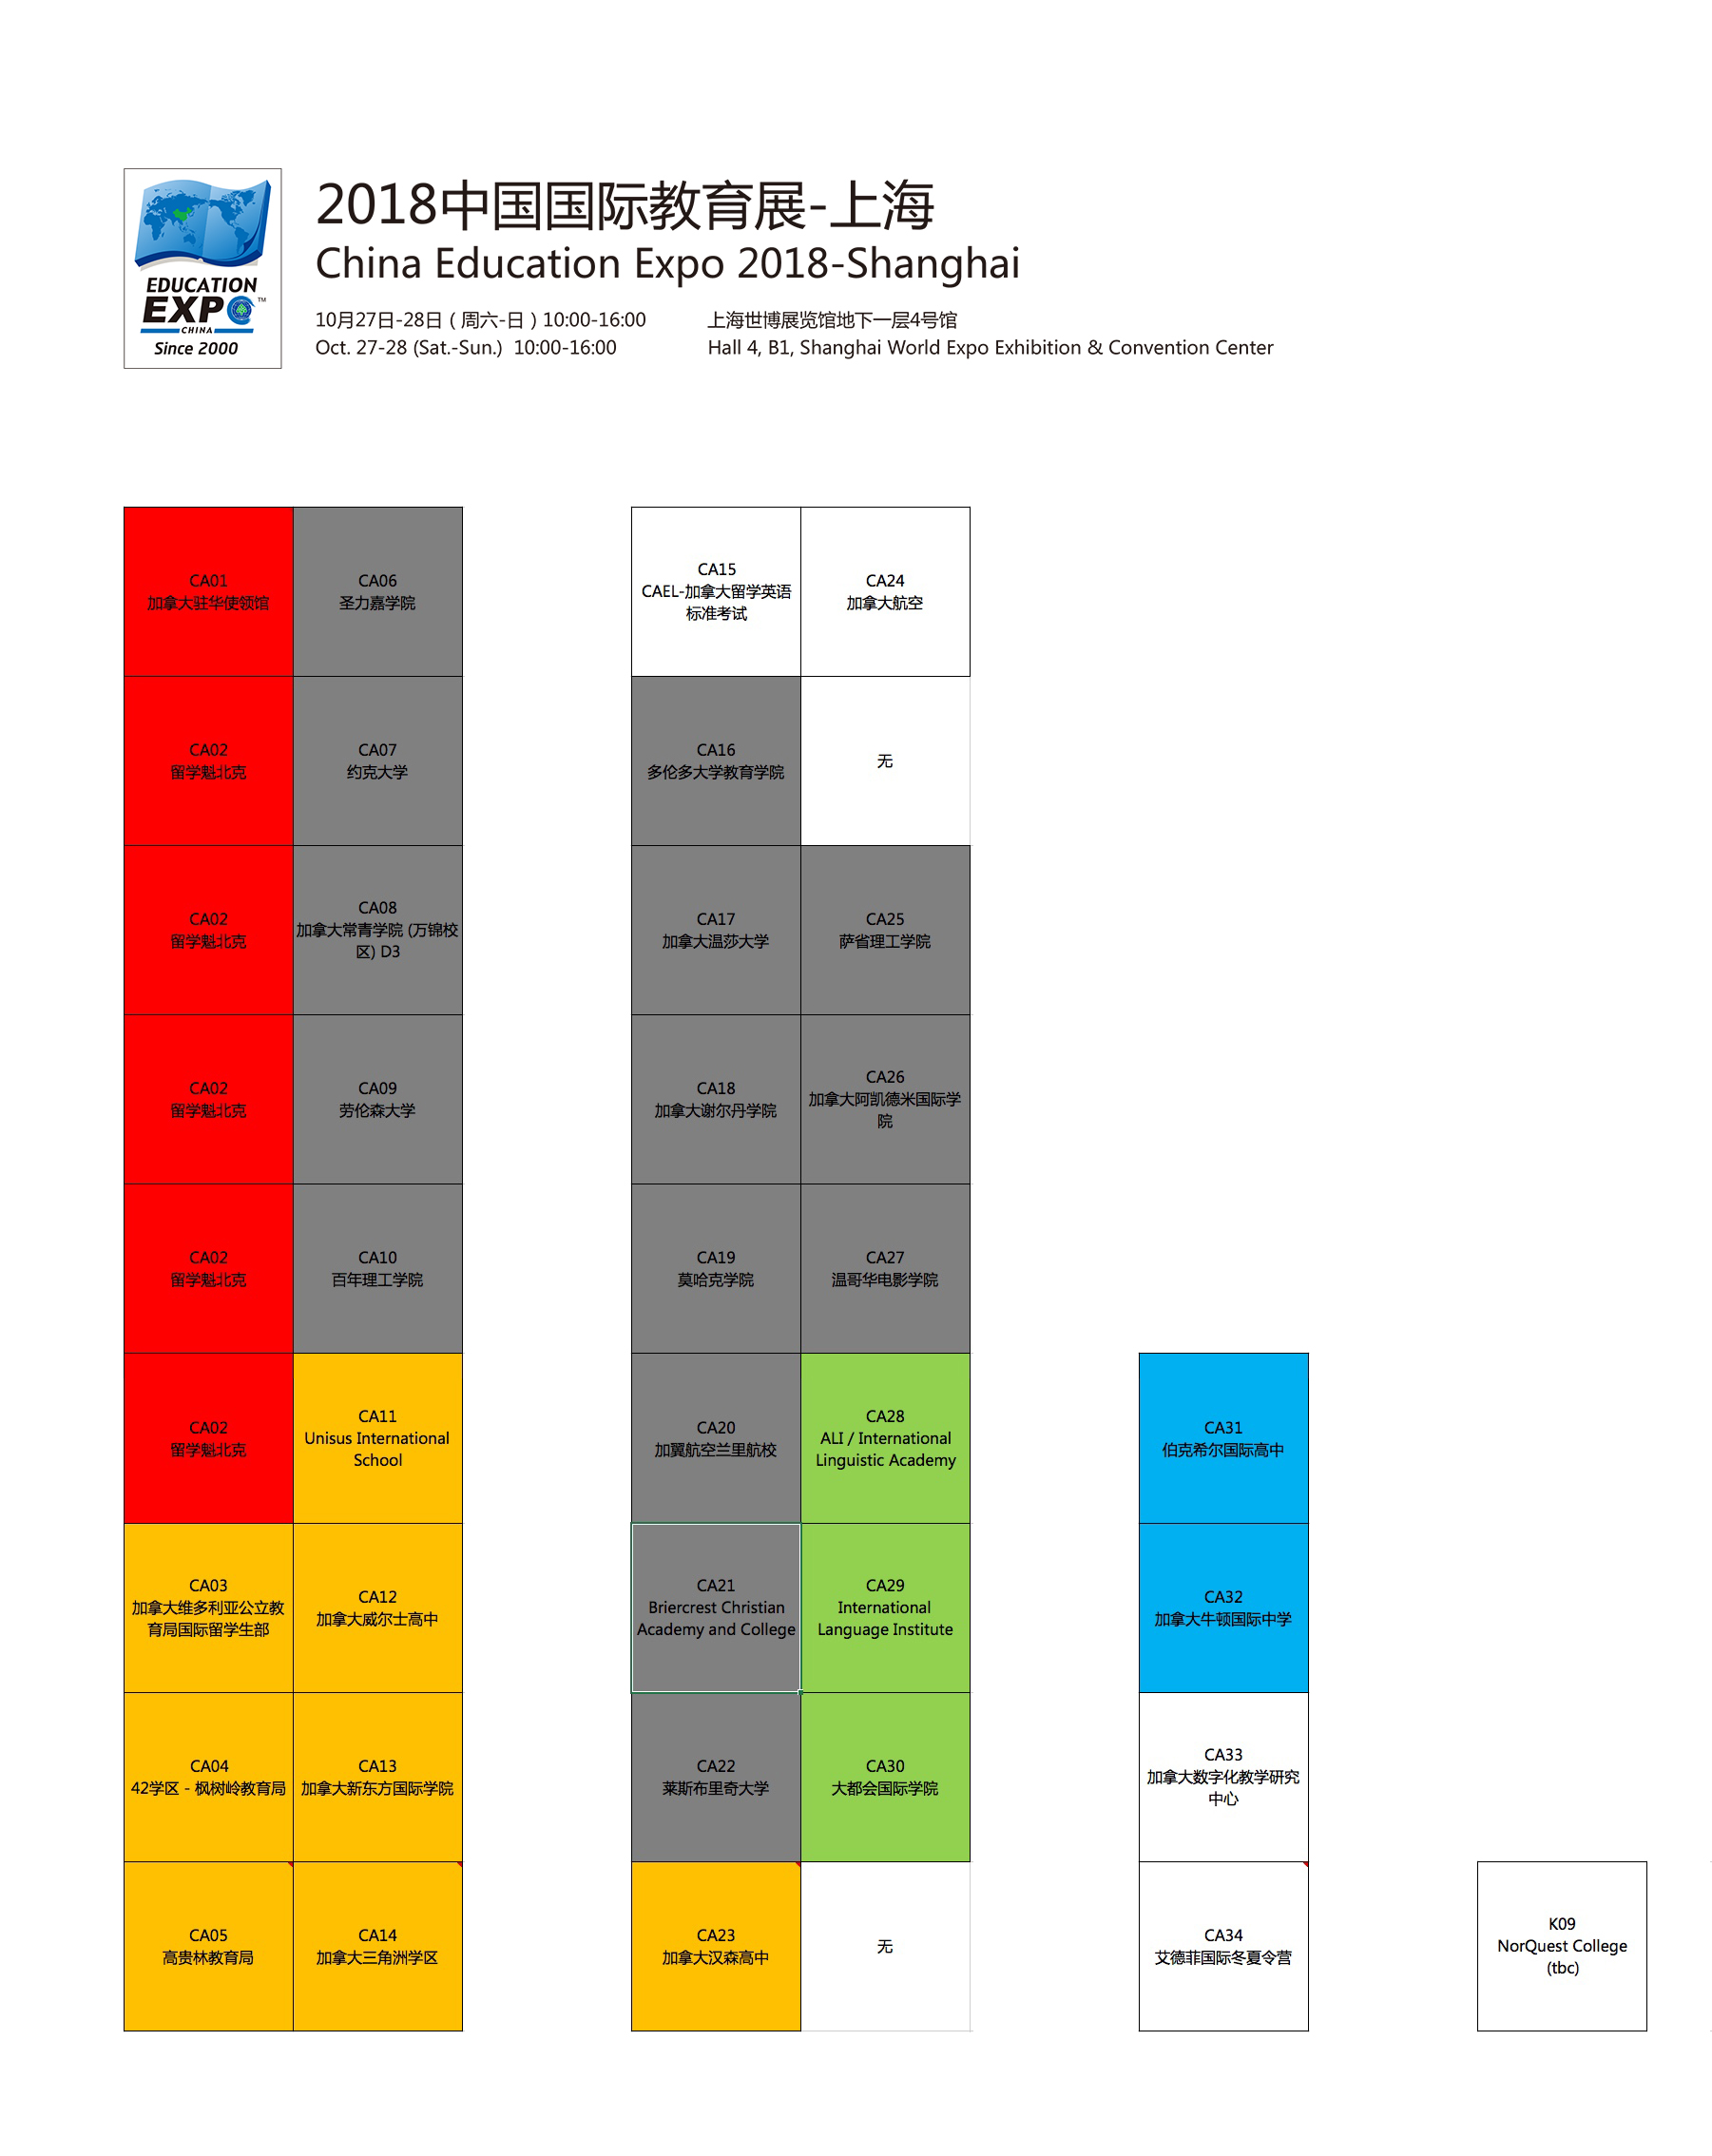 2018中国国际教育展-上海
China Education Expo 2018-Shanghai
10月27日-28日（周六-日）10:00-16:00
上海世博展览馆地下一层4号馆
Oct. 27-28 (Sat.-Sun.) 10:00-16:00
Hall 4, B1, Shanghai World Expo Exhibition & Convention Center
EDUCATION
EXPO™
CHINA
Since 2000
CA01
加拿大驻华使领馆
CA06
圣力嘉学院
CA15
CAEL-加拿大留学英语
标准考试
CA24
加拿大航空
CA02
留学魁北克
CA07
约克大学
CA16
多伦多大学教育学院
无
CA02
留学魁北克
CA08
加拿大常青学院 (万锦校
区) D3
CA17
加拿大温莎大学
CA25
萨省理工学院
CA02
留学魁北克
CA09
劳伦森大学
CA18
加拿大谢尔丹学院
CA26
加拿大阿凯德米国际学
院
CA02
留学魁北克
CA10
百年理工学院
CA19
莫哈克学院
CA27
温哥华电影学院
CA02
留学魁北克
CA11
Unisus International
School
CA20
加翼航空兰里航校
CA28
ALI / International
Linguistic Academy
CA31
伯克希尔国际高中
CA03
加拿大维多利亚公立教
育局国际留学生部
CA12
加拿大威尔士高中
CA21
Briercrest Christian
Academy and College
CA29
International
Language Institute
CA32
加拿大牛顿国际中学
CA04
42学区 - 枫树岭教育局
CA13
加拿大新东方国际学院
CA22
莱斯布里奇大学
CA30
大都会国际学院
CA33
加拿大数字化教学研究
中心
CA05
高贵林教育局
CA14
加拿大三角洲学区
CA23
加拿大汉森高中
无
CA34
艾德菲国际冬夏令营
K09
NorQuest College
(tbc)